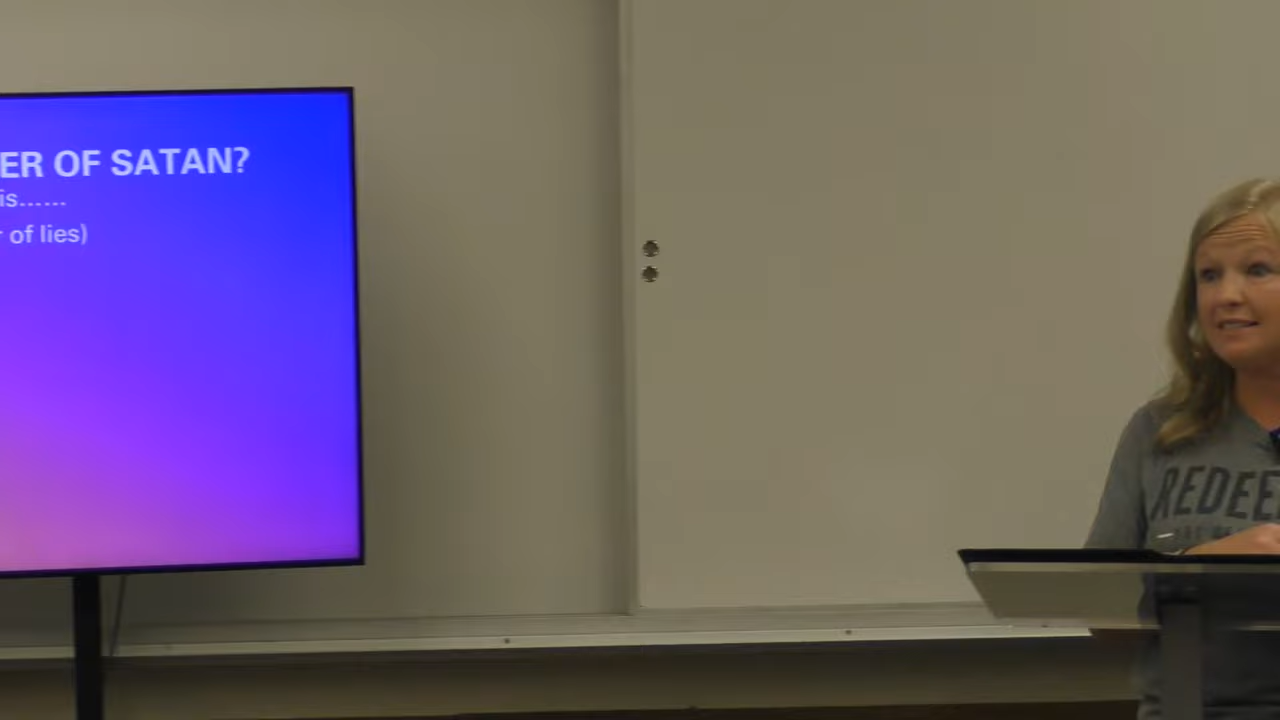 ER OF SATAN?
is......
of lies)
REDEE